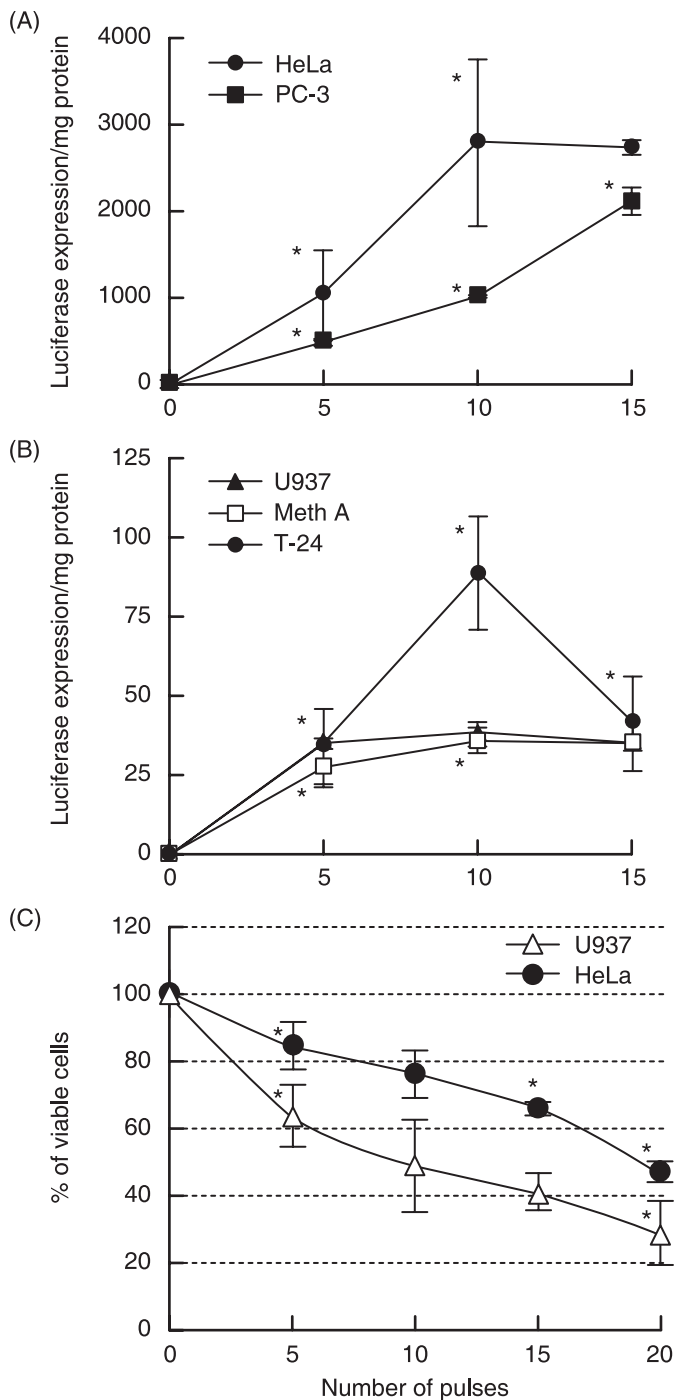 (A)
Luciferase expression/mg protein
4000
3000
2000
1000
0
HeLa
PC-3
*
*
*
*
*
0 5 10 15
(B)
Luciferase expression/mg protein
125
100
75
50
25
0
U937
Meth A
T-24
*
*
*
*
*
0 5 10 15
(C)
% of viable cells
120
100
80
60
40
20
0
U937
HeLa
*
*
*
*
*
0 5 10 15 20
Number of pulses